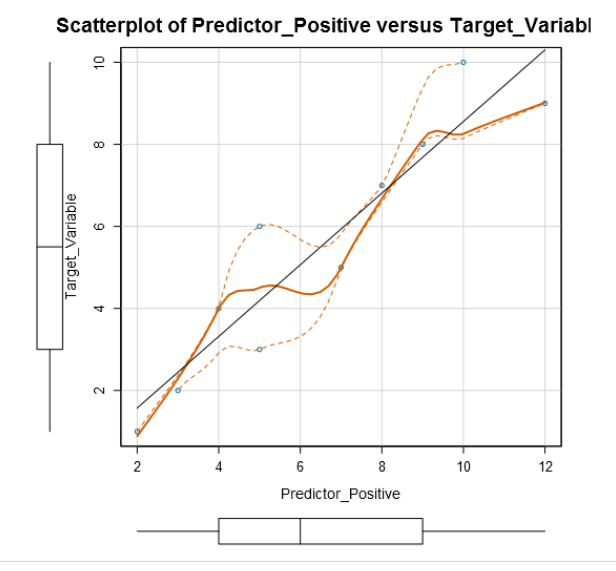 Scatterplot of Predictor_Positive versus Target_Variabl
Target_Variable
10
8
6
4
2
2 4 6 8 10 12
Predictor_Positive